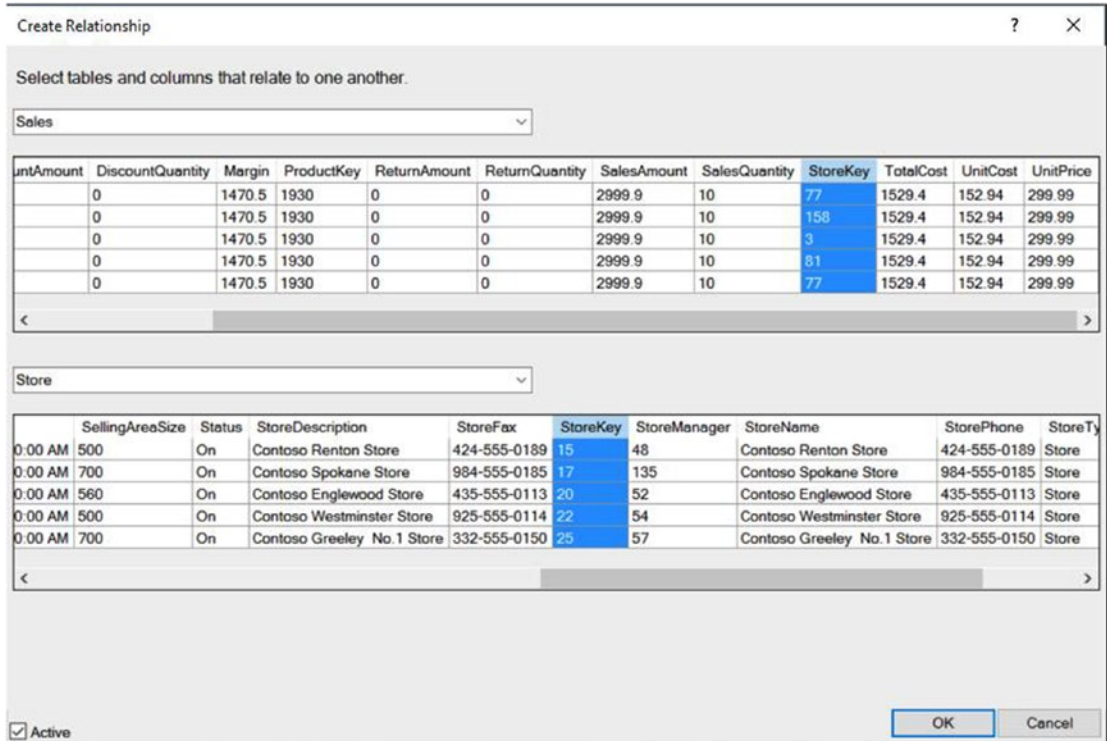 Create Relationship ? ×
Select tables and columns that relate to one another.
Sales
untAmount DiscountQuantity Margin ProductKey ReturnAmount ReturnQuantity SalesAmount SalesQuantity StoreKey TotalCost UnitCost UnitPrice
0 1470.5 1930 0 0 2999.9 10 77 1529.4 152.94 299.99
0 1470.5 1930 0 0 2999.9 10 158 1529.4 152.94 299.99
0 1470.5 1930 0 0 2999.9 10 3 1529.4 152.94 299.99
0 1470.5 1930 0 0 2999.9 10 81 1529.4 152.94 299.99
0 1470.5 1930 0 0 2999.9 10 77 1529.4 152.94 299.99
Store
SellingAreaSize Status StoreDescription StoreFax StoreKey StoreManager StoreName StorePhone StoreTy
0:00 AM 500 On Contoso Renton Store 424-555-0189 15 48 Contoso Renton Store 424-555-0189 Store
0:00 AM 700 On Contoso Spokane Store 984-555-0185 17 135 Contoso Spokane Store 984-555-0185 Store
0:00 AM 560 On Contoso Englewood Store 435-555-0113 20 52 Contoso Englewood Store 435-555-0113 Store
0:00 AM 500 On Contoso Westminster Store 925-555-0114 22 54 Contoso Westminster Store 925-555-0114 Store
0:00 AM 700 On Contoso Greeley No.1 Store 332-555-0150 25 57 Contoso Greeley No.1 Store 332-555-0150 Store
Active OK Cancel